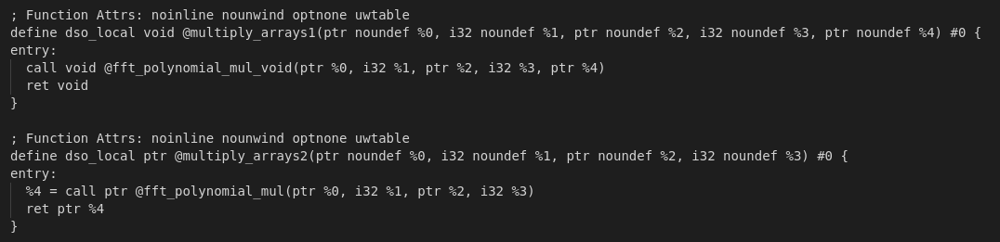 ; Function Attrs: noinline nounwind optnone uwtable
define dso_local void @multiply_arrays1(ptr noundef %0, i32 noundef %1, ptr noundef %2, i32 noundef %3, ptr noundef %4) #0 {
entry:
  call void @fft_polynomial_mul_void(ptr %0, i32 %1, ptr %2, i32 %3, ptr %4)
  ret void
}

; Function Attrs: noinline nounwind optnone uwtable
define dso_local ptr @multiply_arrays2(ptr noundef %0, i32 noundef %1, ptr noundef %2, i32 noundef %3) #0 {
entry:
  %4 = call ptr @fft_polynomial_mul(ptr %0, i32 %1, ptr %2, i32 %3)
  ret ptr %4
}